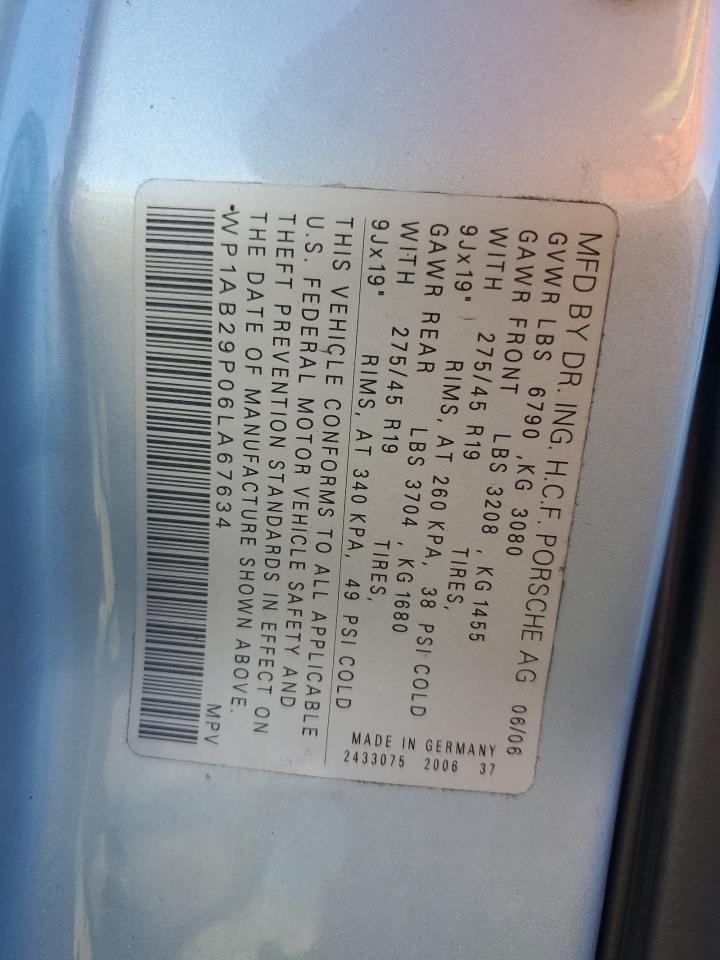 MFD BY DR. ING. H.C.F. PORSCHE AG 06/06
GVWR LBS 6790 ,KG 3080
GAWR FRONT LBS 3208 , KG 1455
WITH 275/45 R19 TIRES,
9Jx19" RIMS, AT 260 KPA, 38 PSI COLD
GAWR REAR LBS 3704 , KG 1680
WITH 275/45 R19 TIRES,
9Jx19" RIMS, AT 340 KPA, 49 PSI COLD
MADE IN GERMANY
2433075 2006 37
THIS VEHICLE CONFORMS TO ALL APPLICABLE
U.S. FEDERAL MOTOR VEHICLE SAFETY AND
THEFT PREVENTION STANDARDS IN EFFECT ON
THE DATE OF MANUFACTURE SHOWN ABOVE.
*WP1AB29P06LA67634 MPV